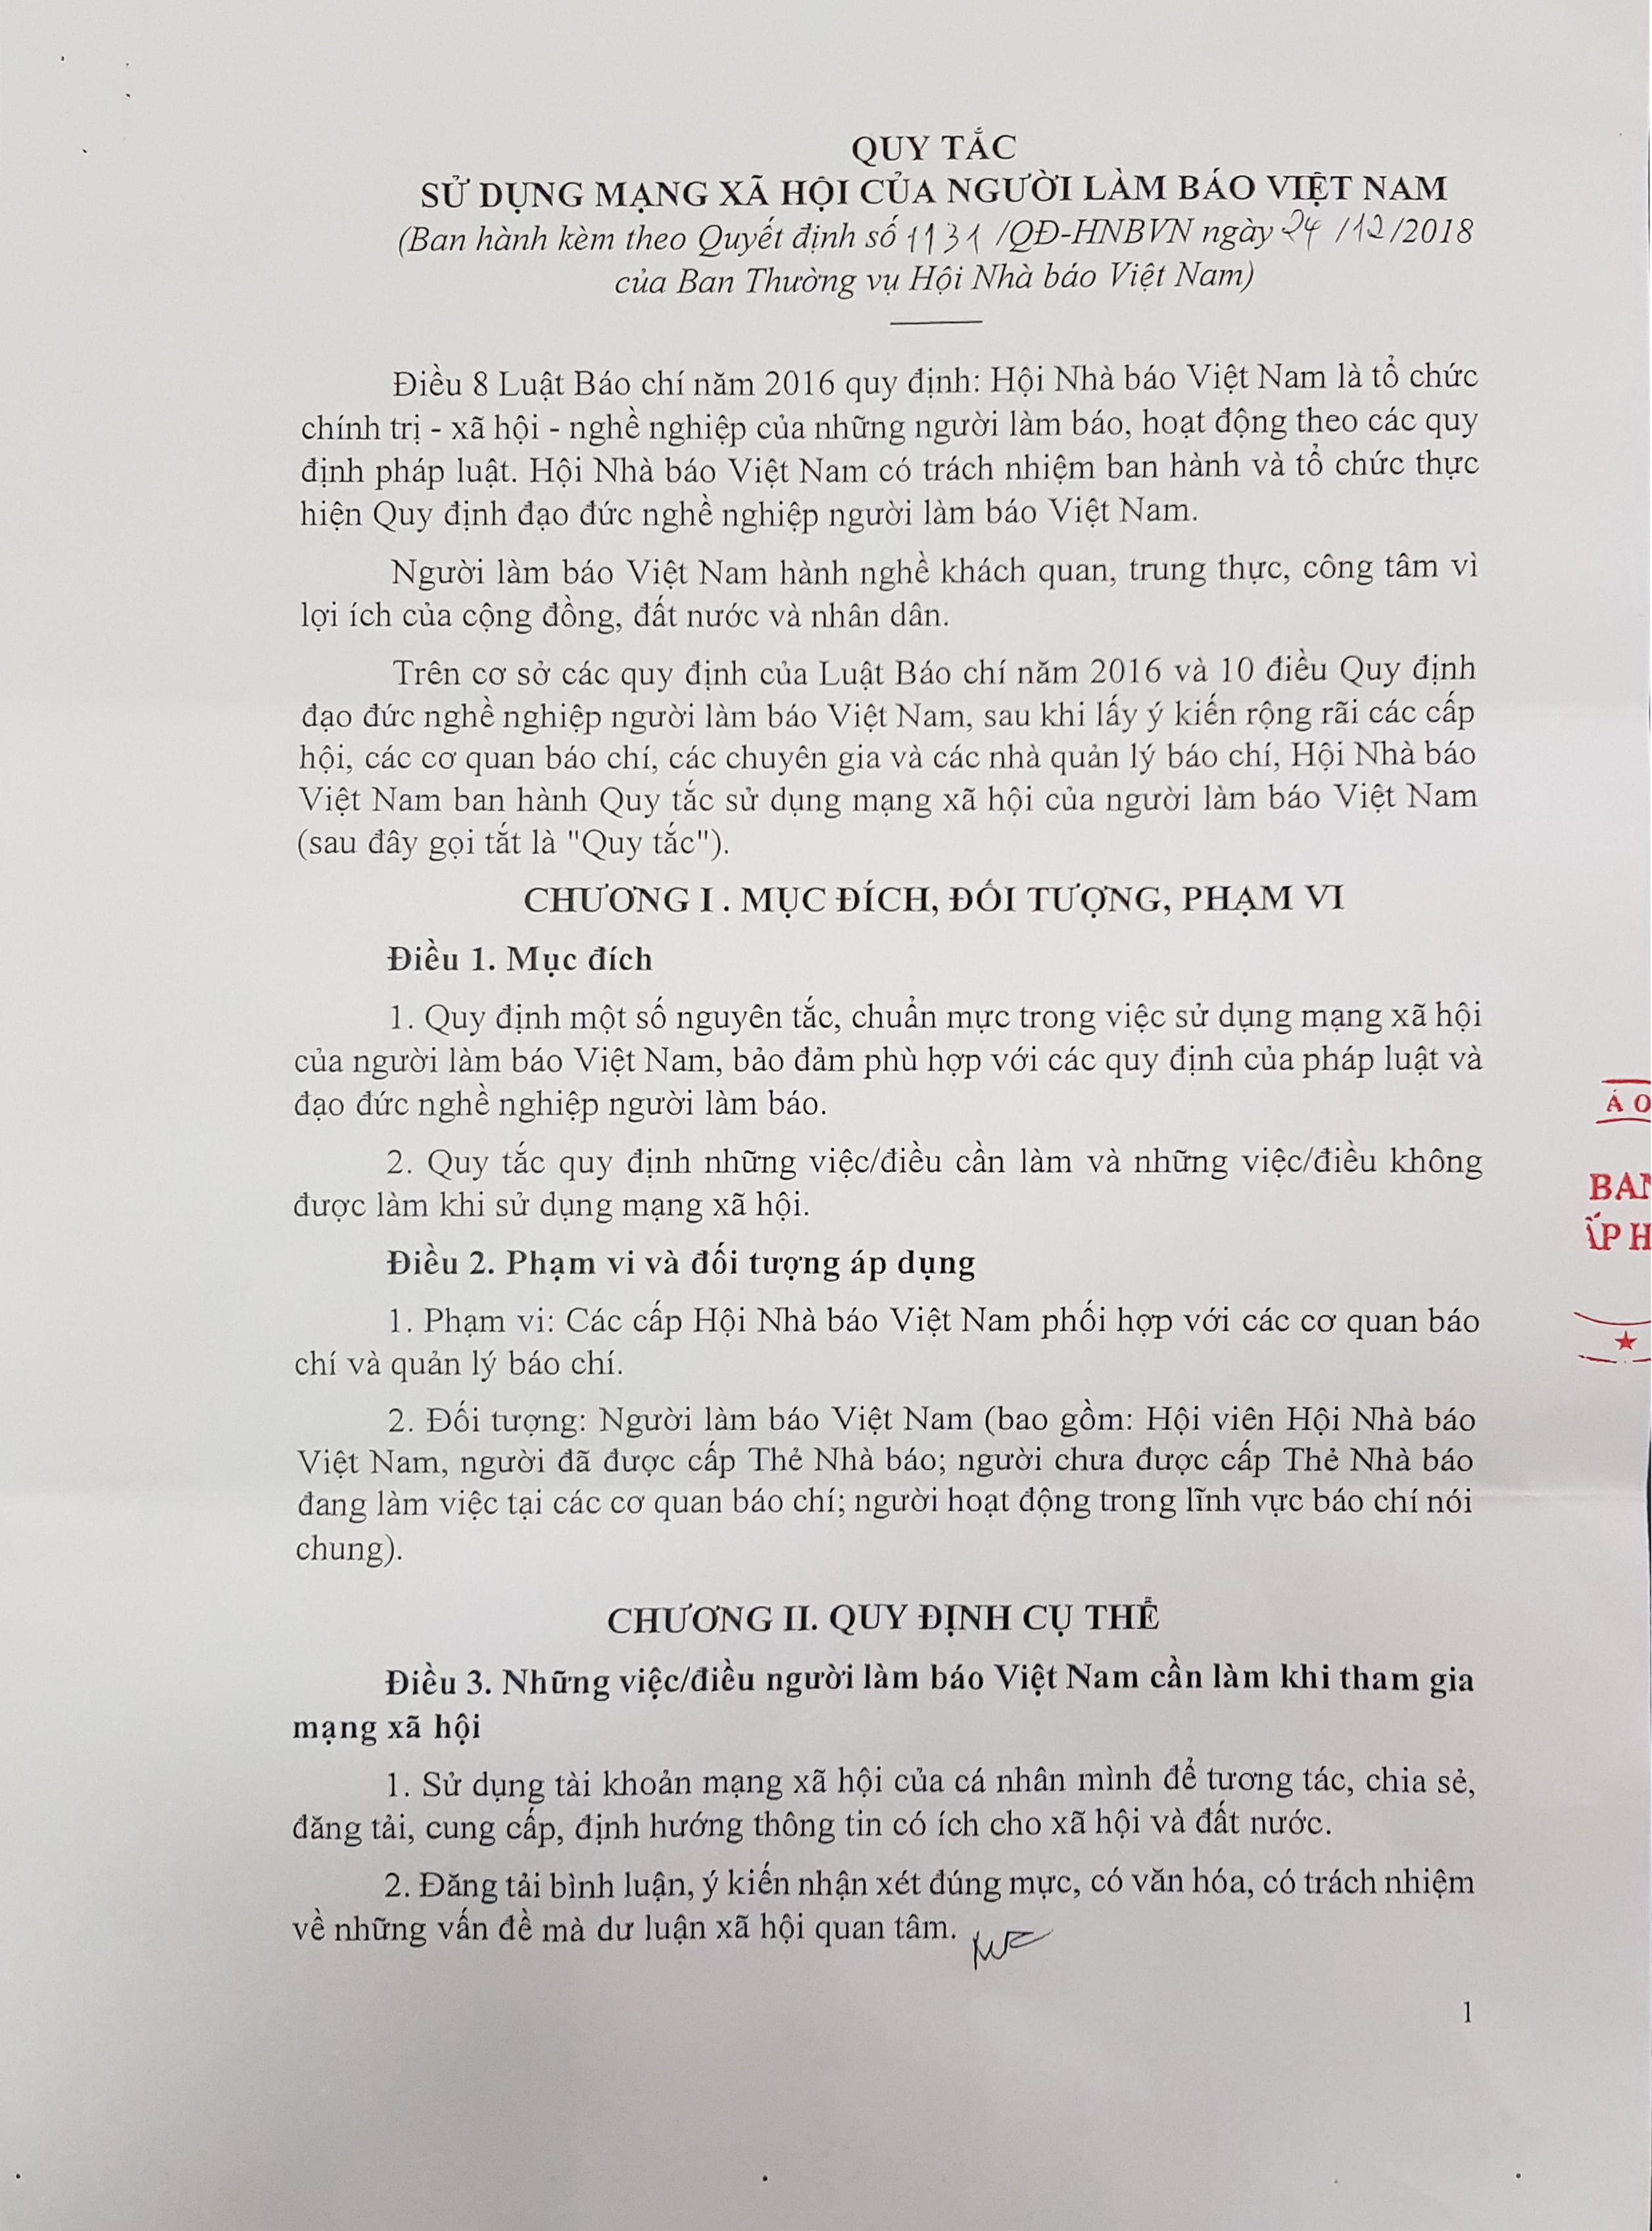 QUY TẮC
SỬ DỤNG MẠNG XÃ HỘI CỦA NGƯỜI LÀM BÁO VIỆT NAM
(Ban hành kèm theo Quyết định số 1131 /QĐ-HNBVN ngày 24 /12/2018
của Ban Thường vụ Hội Nhà báo Việt Nam)
Điều 8 Luật Báo chí năm 2016 quy định: Hội Nhà báo Việt Nam là tổ chức
chính trị - xã hội - nghề nghiệp của những người làm báo, hoạt động theo các quy
định pháp luật. Hội Nhà báo Việt Nam có trách nhiệm ban hành và tổ chức thực
hiện Quy định đạo đức nghề nghiệp người làm báo Việt Nam.
Người làm báo Việt Nam hành nghề khách quan, trung thực, công tâm vì
lợi ích của cộng đồng, đất nước và nhân dân.
Trên cơ sở các quy định của Luật Báo chí năm 2016 và 10 điều Quy định
đạo đức nghề nghiệp người làm báo Việt Nam, sau khi lấy ý kiến rộng rãi các cấp
hội, các cơ quan báo chí, các chuyên gia và các nhà quản lý báo chí, Hội Nhà báo
Việt Nam ban hành Quy tắc sử dụng mạng xã hội của người làm báo Việt Nam
(sau đây gọi tắt là "Quy tắc").
CHƯƠNG I . MỤC ĐÍCH, ĐỐI TƯỢNG, PHẠM VI
Điều 1. Mục đích
1. Quy định một số nguyên tắc, chuẩn mực trong việc sử dụng mạng xã hội
của người làm báo Việt Nam, bảo đảm phù hợp với các quy định của pháp luật và
đạo đức nghề nghiệp người làm báo.
2. Quy tắc quy định những việc/điều cần làm và những việc/điều không
được làm khi sử dụng mạng xã hội.
Điều 2. Phạm vi và đối tượng áp dụng
1. Phạm vi: Các cấp Hội Nhà báo Việt Nam phối hợp với các cơ quan báo
chí và quản lý báo chí.
2. Đối tượng: Người làm báo Việt Nam (bao gồm: Hội viên Hội Nhà báo
Việt Nam, người đã được cấp Thẻ Nhà báo; người chưa được cấp Thẻ Nhà báo
đang làm việc tại các cơ quan báo chí; người hoạt động trong lĩnh vực báo chí nói
chung).
CHƯƠNG II. QUY ĐỊNH CỤ THỂ
Điều 3. Những việc/điều người làm báo Việt Nam cần làm khi tham gia
mạng xã hội
1. Sử dụng tài khoản mạng xã hội của cá nhân mình để tương tác, chia sẻ,
đăng tải, cung cấp, định hướng thông tin có ích cho xã hội và đất nước.
2. Đăng tải bình luận, ý kiến nhận xét đúng mực, có văn hóa, có trách nhiệm
về những vấn đề mà dư luận xã hội quan tâm.
1